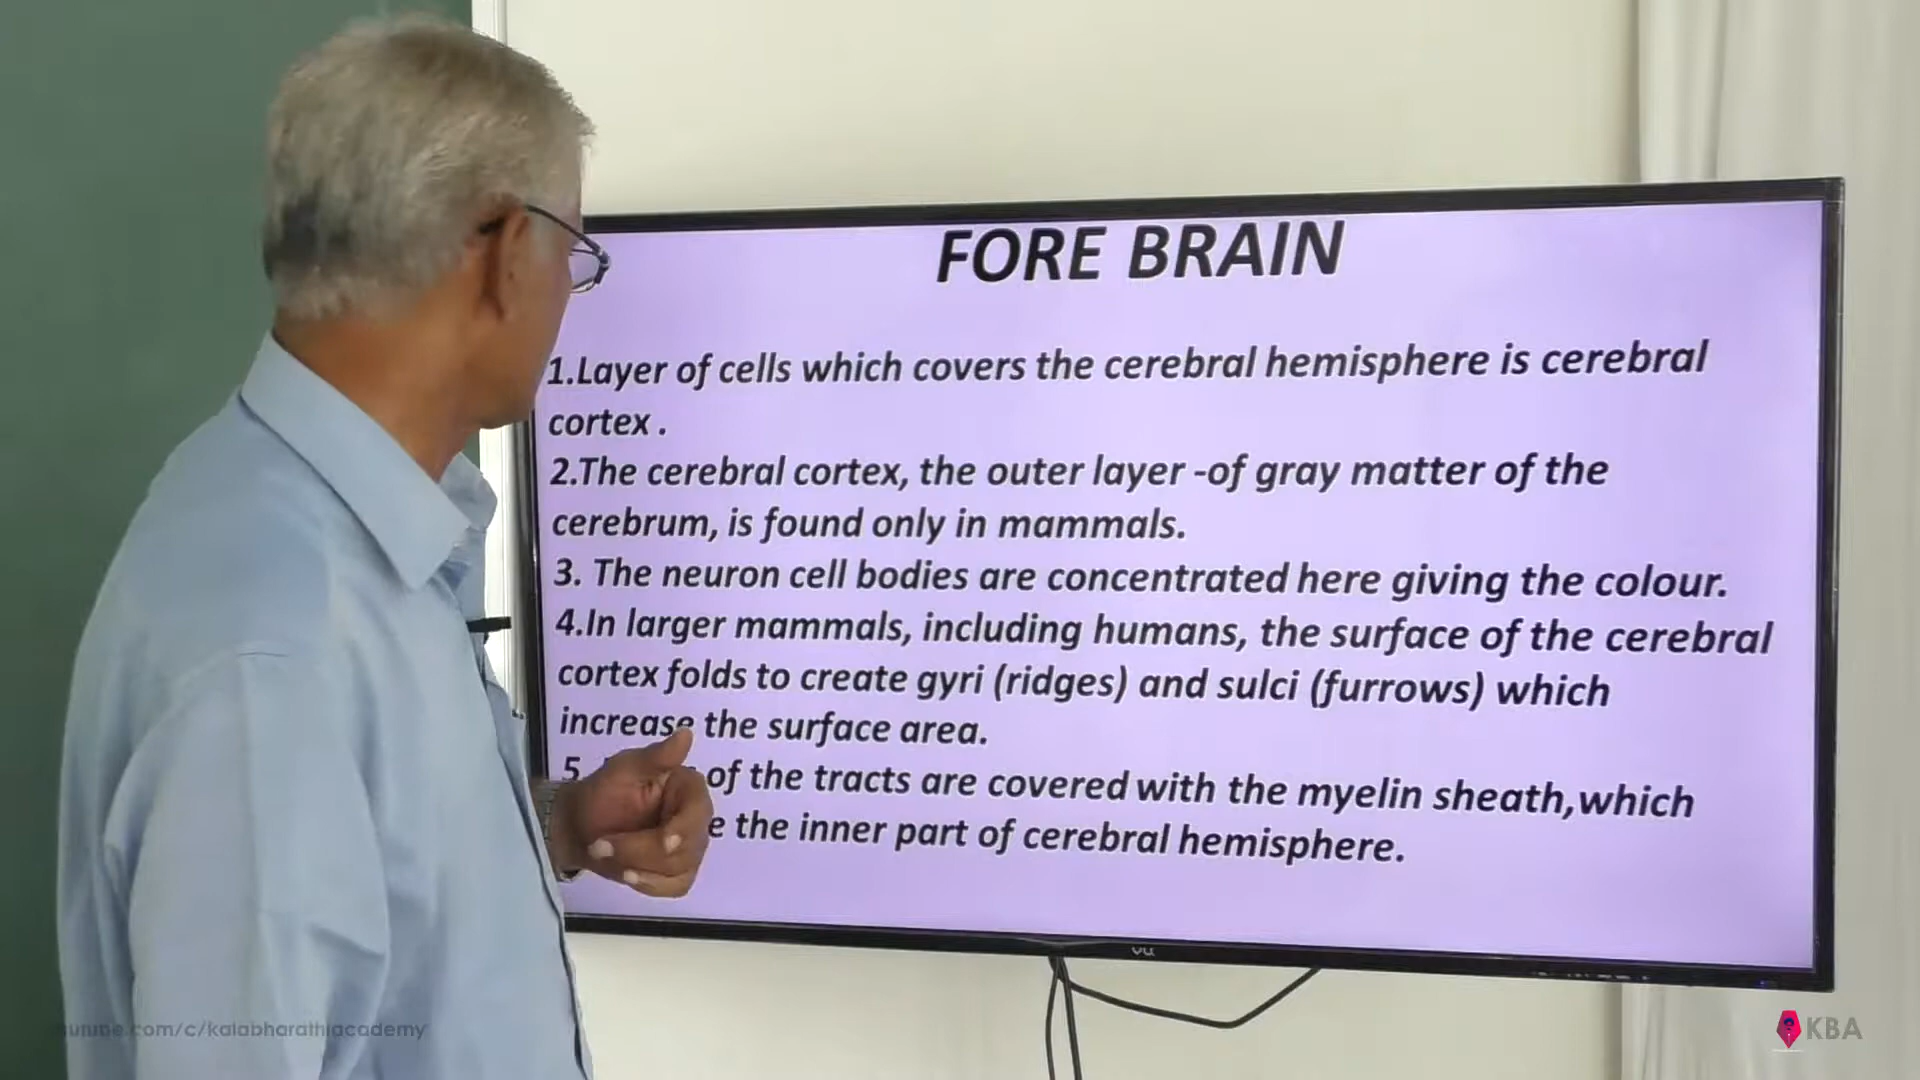 FORE BRAIN
1.Layer of cells which covers the cerebral hemisphere is cerebral
cortex .
2.The cerebral cortex, the outer layer -of gray matter of the
cerebrum, is found only in mammals.
3. The neuron cell bodies are concentrated here giving the colour.
4.In larger mammals, including humans, the surface of the cerebral
cortex folds to create gyri (ridges) and sulci (furrows) which
increase the surface area.
5. of the tracts are covered with the myelin sheath,which
the inner part of cerebral hemisphere.
VU
.com/c/kalabharathiacademy
KBA